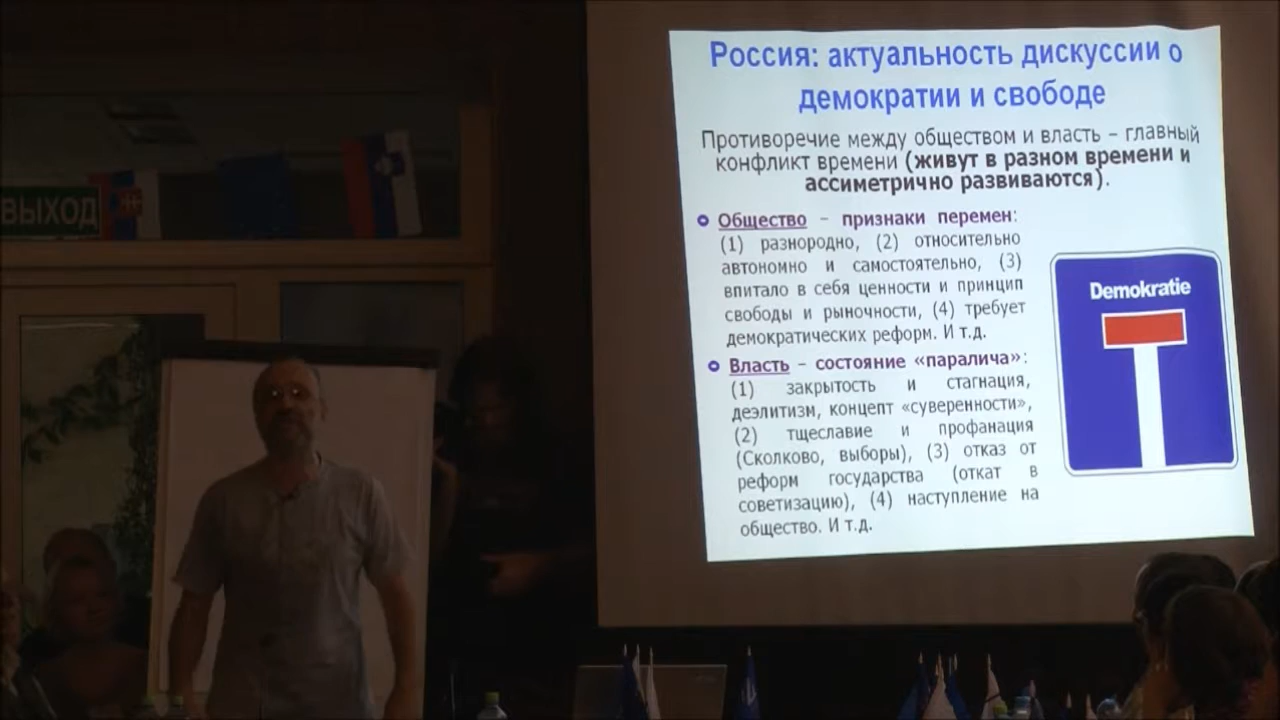 ВЫХОД
Россия: актуальность дискуссии о
демократии и свободе
Противоречие между обществом и власть – главный
конфликт времени (живут в разном времени и
ассиметрично развиваются).
Общество – признаки перемен:
(1) разнородно, (2) относительно
автономно и самостоятельно, (3)
впитало в себя ценности и принцип
свободы и рыночности, (4) требует
демократических реформ. И т.д.
Власть – состояние «паралича»:
(1) закрытость и стагнация,
деэлитизм, концепт «суверенности»,
(2) тщеславие и профанация
(Сколково, выборы), (3) отказ от
реформ государства (откат в
советизацию), (4) наступление на
общество. И т.д.
Demokratie